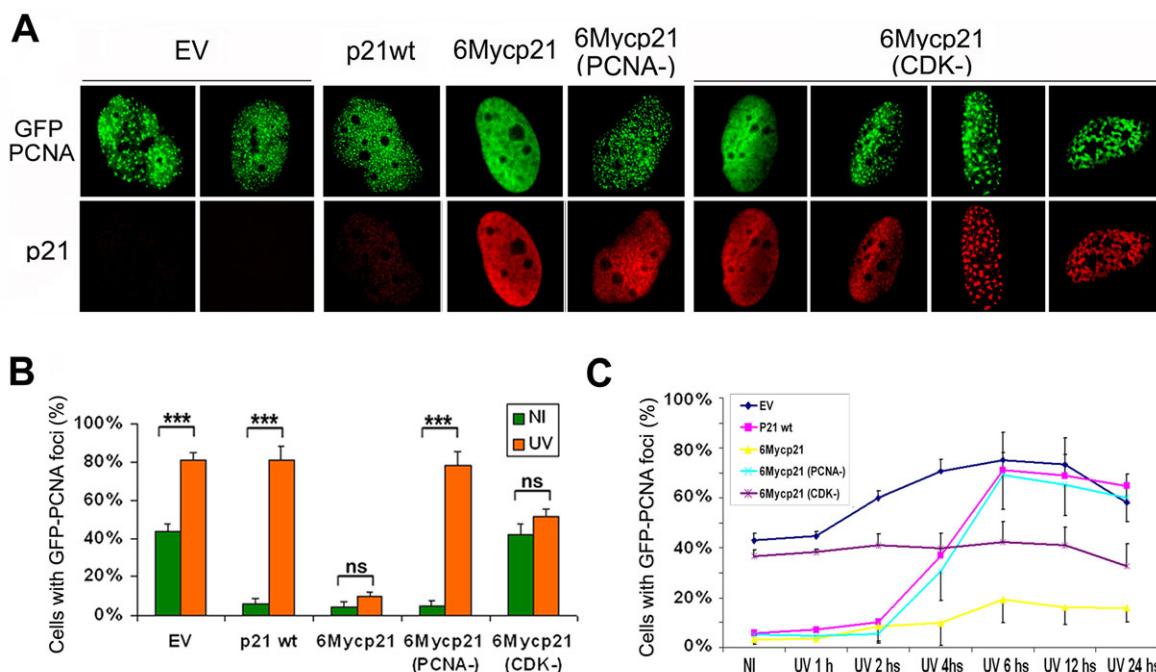 A
EV
p21wt
6Mycp21
6Mycp21
(PCNA-)
6Mycp21
(CDK-)
GFP
PCNA
p21
B
Cells with GFP-PCNA foci (%)
100%
80%
60%
40%
20%
0%
***
***
ns
***
ns
NI
UV
EV
p21 wt
6Mycp21
6Mycp21
(PCNA-)
6Mycp21
(CDK-)
C
Cells with GFP-PCNA foci (%)
100%
80%
60%
40%
20%
0%
EV
P21 wt
6Mycp21
6Mycp21 (PCNA-)
6Mycp21 (CDK-)
NI
UV 1 h
UV 2 hs
UV 4hs
UV 6 hs
UV 12 hs
UV 24 hs